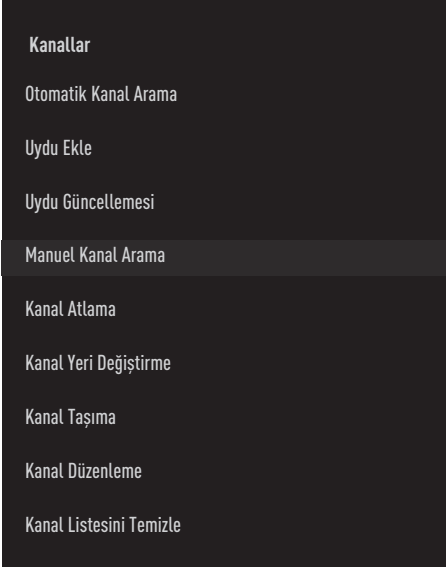 Kanallar
Otomatik Kanal Arama
Uydu Ekle
Uydu Güncellemesi
Manuel Kanal Arama
Kanal Atlama
Kanal Yeri Değiştirme
Kanal Taşıma
Kanal Düzenleme
Kanal Listesini Temizle